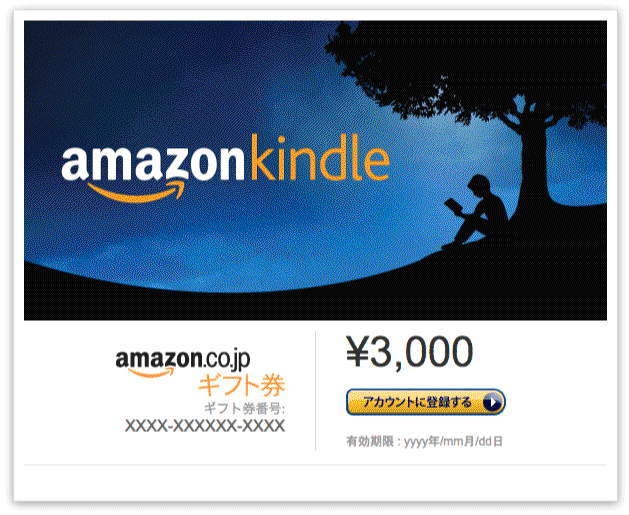 amazonkindle
amazon.co.jp
ギフト券
ギフト券番号:
XXXX-XXXXXX-XXXX
¥3,000
アカウントに登録する
有効期限 : yyyy年/mm月/dd日